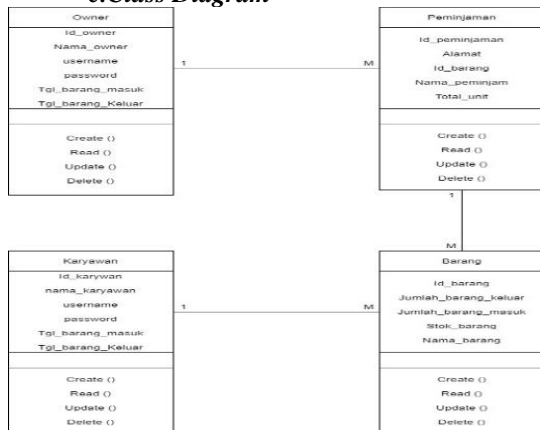 c.Class Diagram
Owner
Id_owner
Nama_owner
username
password
Tgl_barang_masuk
Tgl_barang_Keluar
Create ()
Read ()
Update ()
Delete ()
1
M
Peminjaman
Id_peminjaman
Alamat
Id_barang
Nama_peminjam
Total_unit
Create ()
Read ()
Update ()
Delete ()
1
M
Karyawan
Id_karywan
nama_karyawan
username
password
Tgl_barang_masuk
Tgl_barang_Keluar
Create ()
Read ()
Update ()
Delete ()
1
M
Barang
Id_barang
Jumlah_barang_keluar
Jumlah_barang_masuk
Stok_barang
Nama_barang
Create ()
Read ()
Update ()
Delete ()